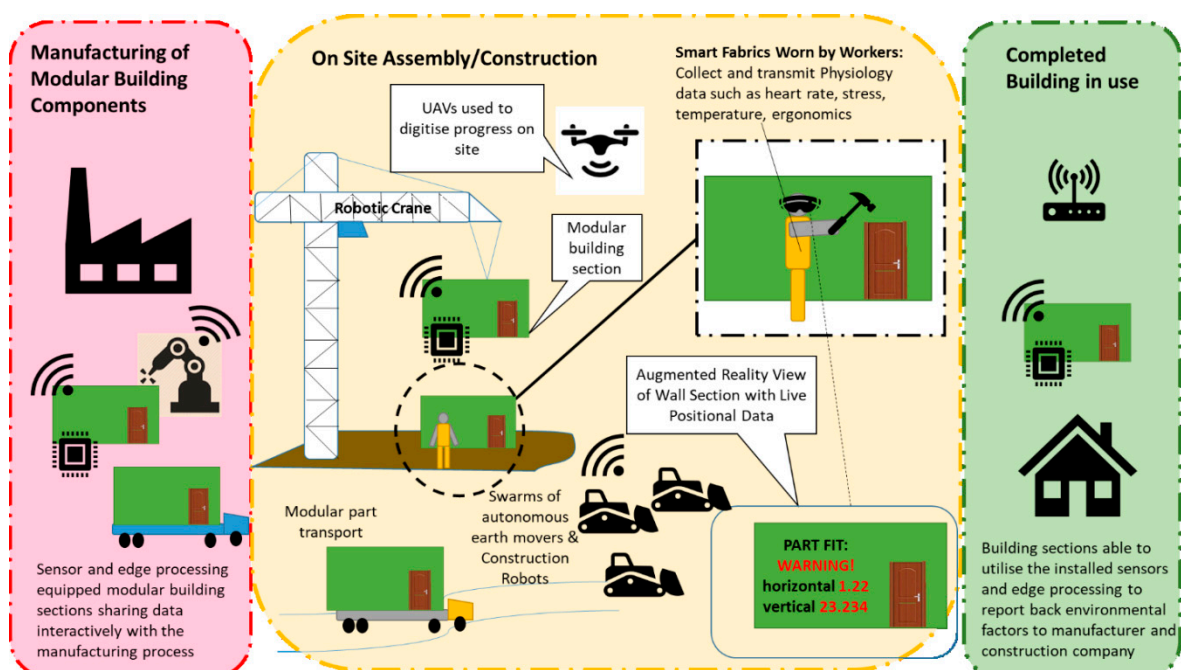 Manufacturing of
Modular Building
Components
Sensor and edge processing
equipped modular building
sections sharing data
interactively with the
manufacturing process
On Site Assembly/Construction
UAVs used to
digitise progress on
site
Robotic Crane
Modular
building
section
Smart Fabrics Worn by Workers:
Collect and transmit Physiology
data such as heart rate, stress,
temperature, ergonomics
Augmented Reality View
of Wall Section with Live
Positional Data
Modular part
transport
Swarms of
autonomous
earth movers &
Construction
Robots
PART FIT:
WARNING!
horizontal 1.22
vertical 23.234
Completed
Building in use
Building sections able to
utilise the installed sensors
and edge processing to
report back environmental
factors to manufacturer and
construction company